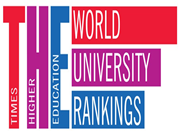 TIMES
HIGHER
EDUCATION
THE
WORLD
UNIVERSITY
RANKINGS